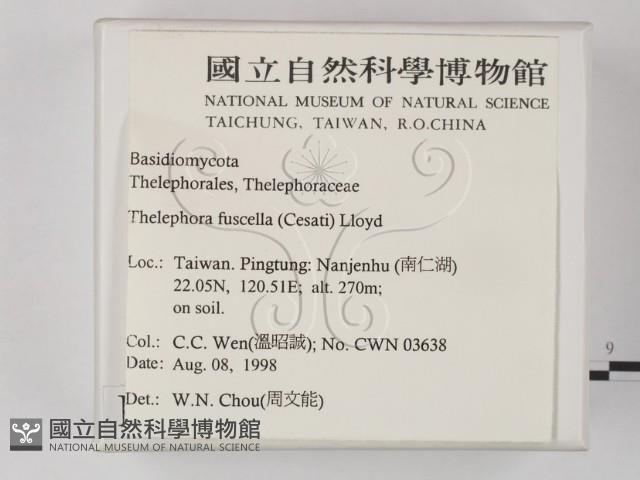 國立自然科學博物館
NATIONAL MUSEUM OF NATURAL SCIENCE
TAICHUNG, TAIWAN, R.O.CHINA
Basidiomycota
Thelephorales, Thelephoraceae
Thelephora fuscella (Cesati) Lloyd
Loc.: Taiwan. Pingtung: Nanjenhu (南仁湖)
22.05N, 120.51E; alt. 270m;
on soil.
Col.: C.C. Wen(溫昭誠); No. CWN 03638
Date: Aug. 08, 1998
Det.: W.N. Chou(周文能)
9
國立自然科學博物館
NATIONAL MUSEUM OF NATURAL SCIENCE